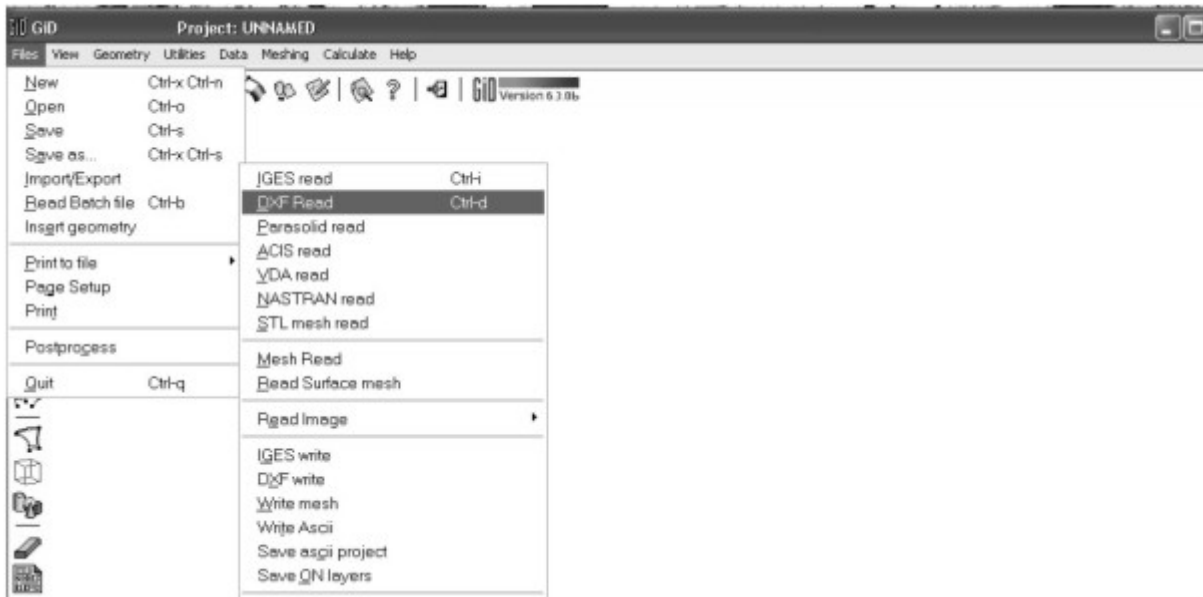 GiD Project: UNNAMED
Files View Geometry Utilities Data Meshing Calculate Help
New Ctrl-x Ctrl-n
Open Ctrl-o
Save Ctrl-s
Save as... Ctrl-x Ctrl-s
Import/Export
Read Batch file Ctrl-b
Insert geometry
Print to file
Page Setup
Print
Postprocess
Quit Ctrl-q
GiD Version 6.3.0b
IGES read Ctrl-i
DXF Read Ctrl-d
Parasolid read
ACIS read
VDA read
NASTRAN read
STL mesh read
Mesh Read
Read Surface mesh
Read Image
IGES write
DXF write
Write mesh
Write Ascii
Save ascii project
Save ON layers